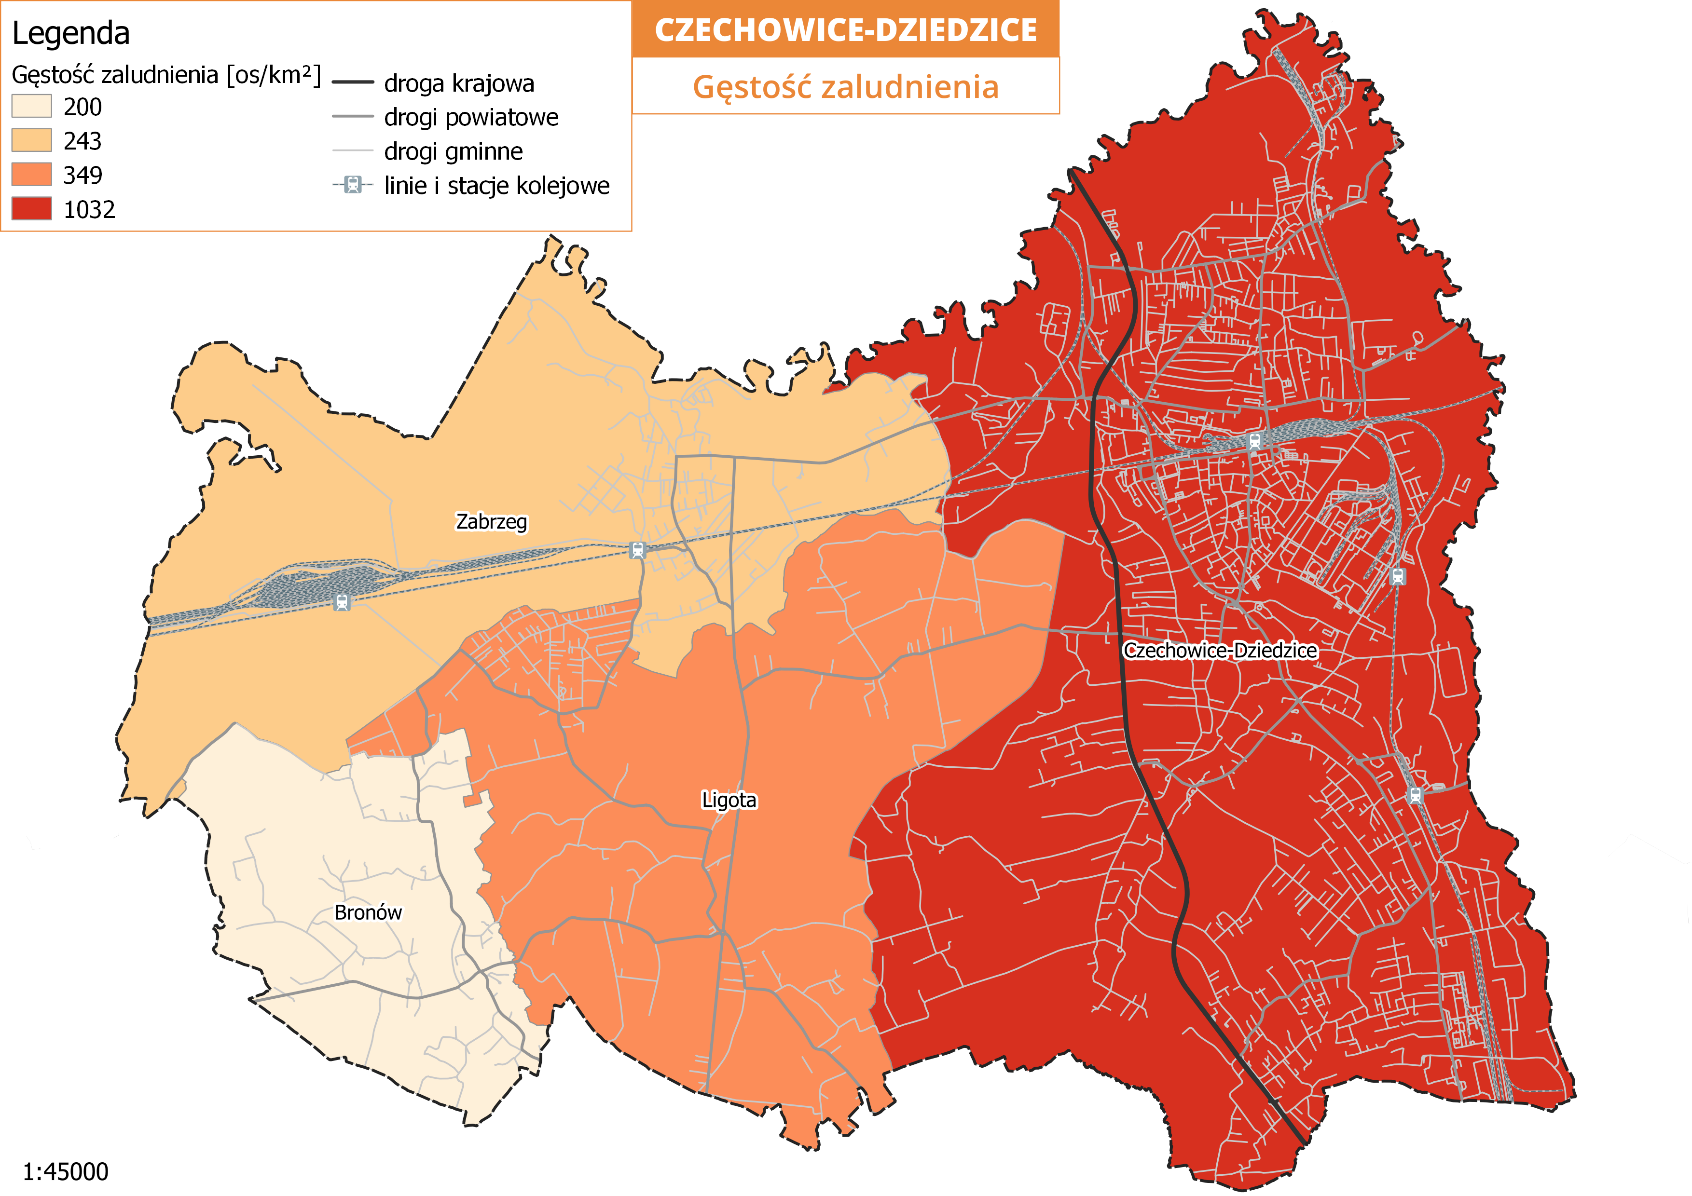 Legenda
Gęstość zaludnienia [os/km²]
200
243
349
1032
droga krajowa
drogi powiatowe
drogi gminne
linie i stacje kolejowe
CZECHOWICE-DZIEDZICE
Gęstość zaludnienia
Zabrzeg
Czechowice-Dziedzice
Ligota
Bronów
1:45000